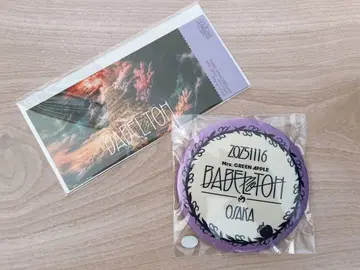 BABEL no TOH
20251116
Mrs. GREEN APPLE
BABEL no TOH
OSAKA